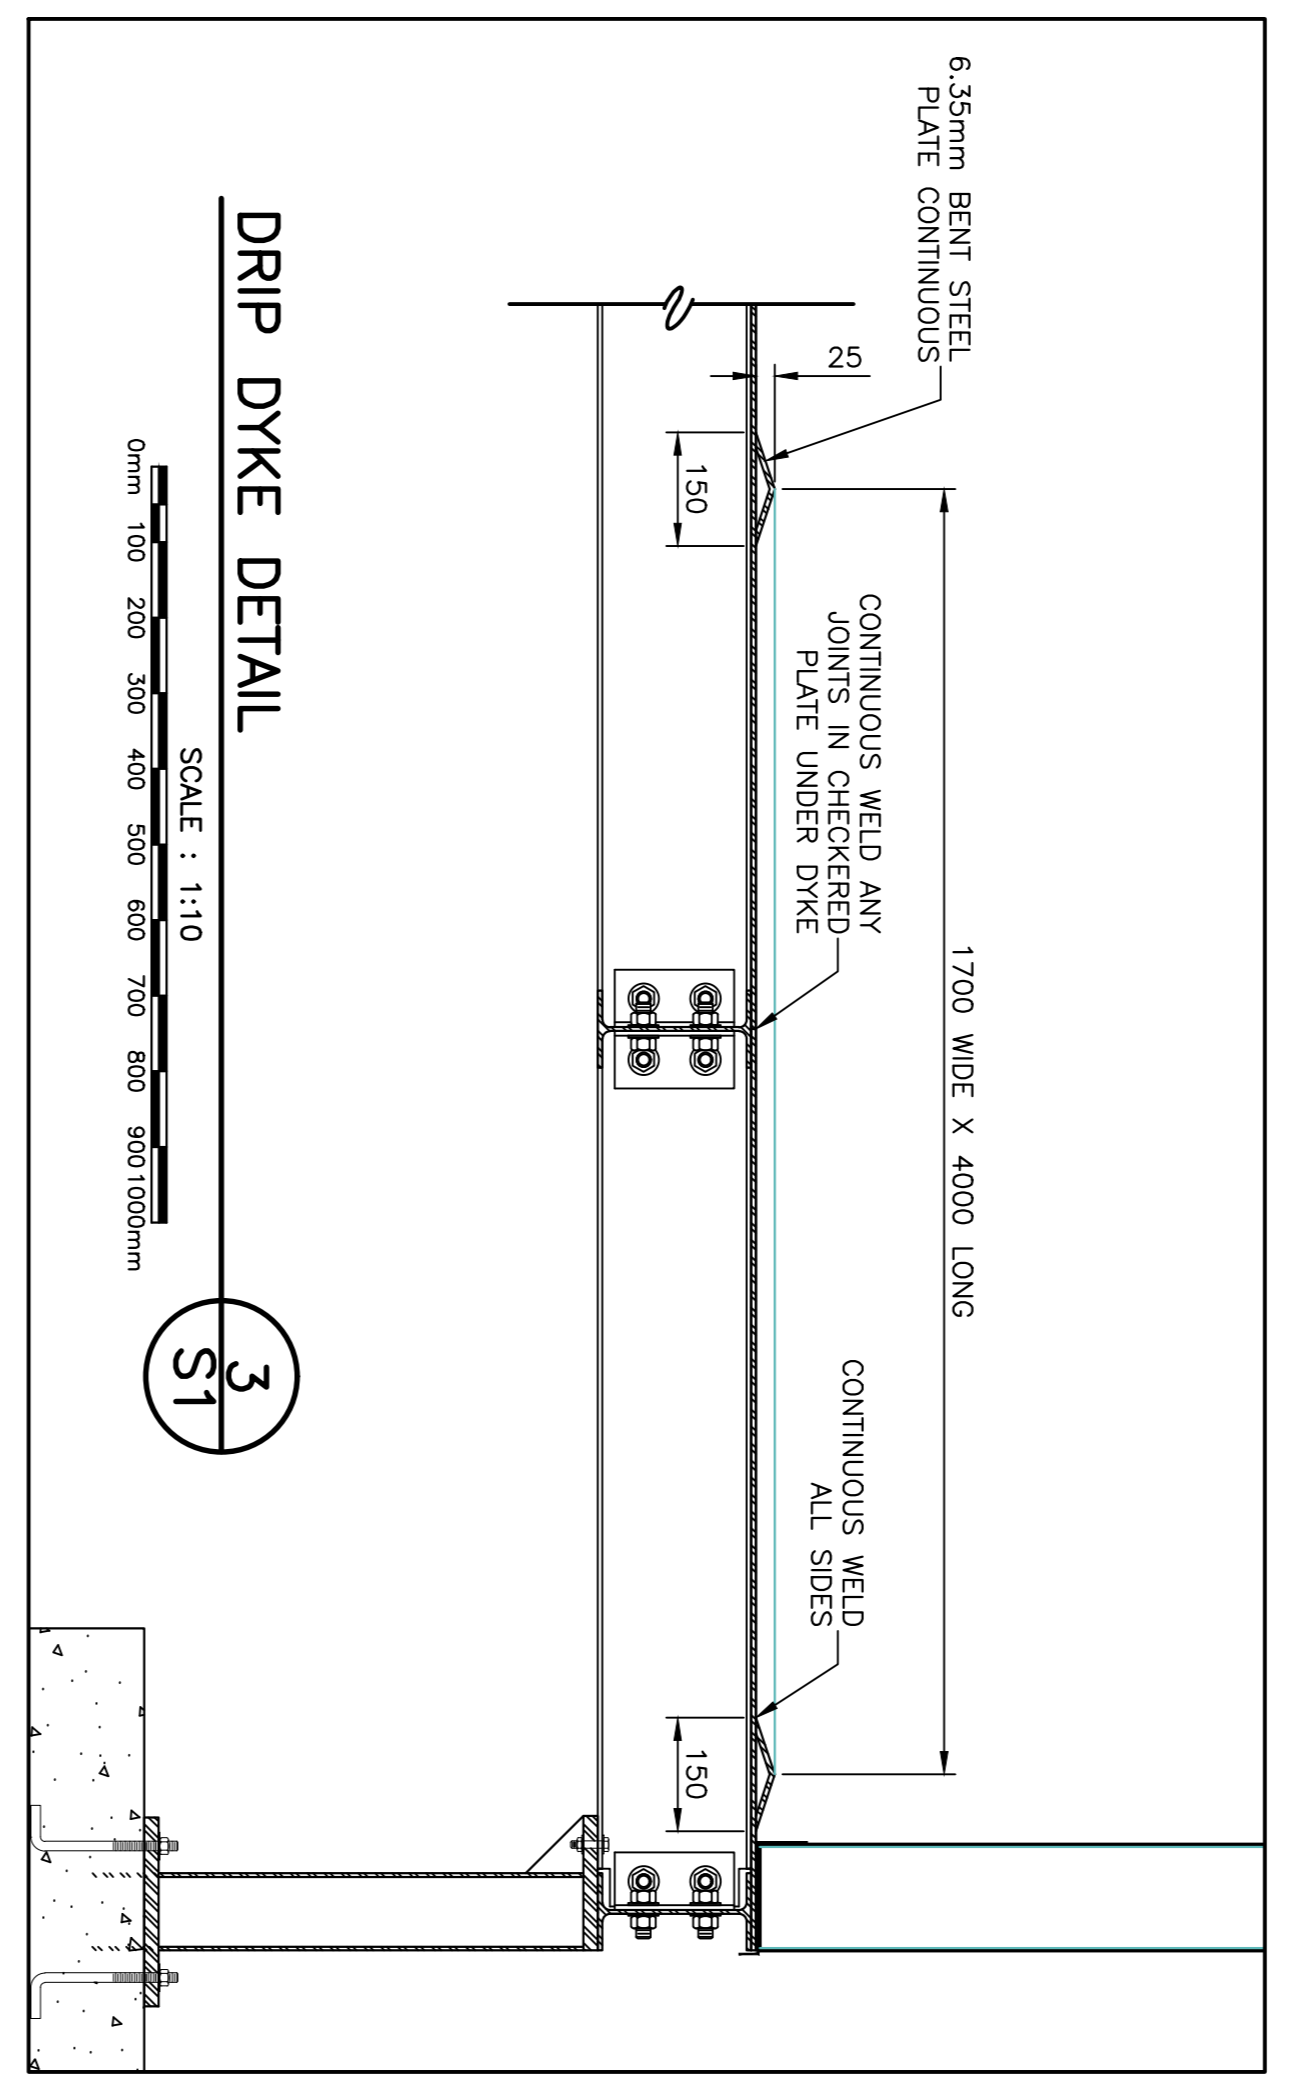 6.35mm BENT STEEL
PLATE CONTINUOUS
1700 WIDE X 4000 LONG
25
CONTINUOUS WELD ANY
JOINTS IN CHECKERED
PLATE UNDER DYKE
CONTINUOUS WELD
ALL SIDES
150
150
DRIP DYKE DETAIL
3
S1
SCALE : 1:10
0mm 100 200 300 400 500 600 700 800 900 1000mm